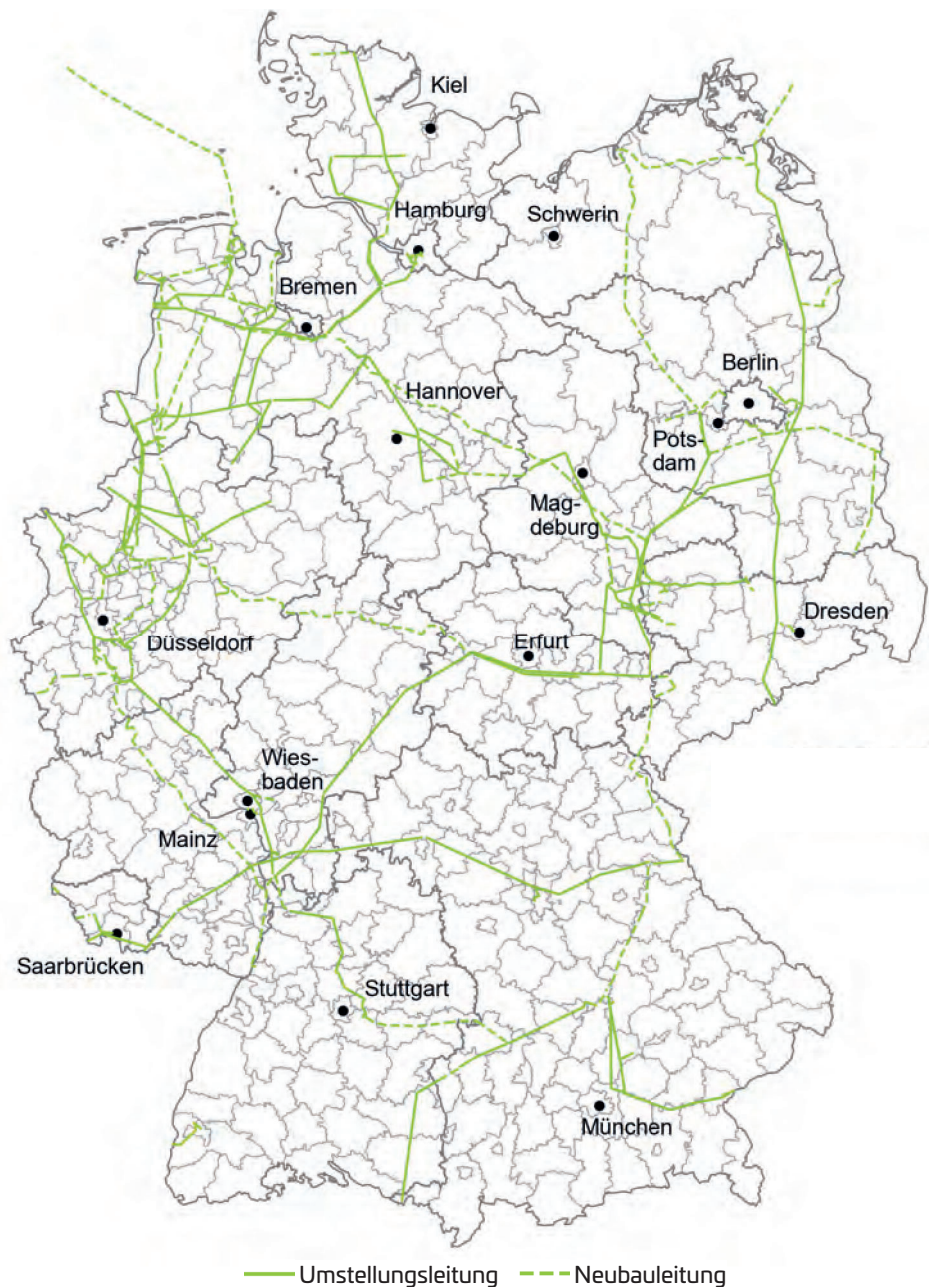 Kiel
Hamburg
Schwerin
Bremen
Berlin
Hannover
Pots-
dam
Mag-
deburg
Düsseldorf
Erfurt
Dresden
Wies-
baden
Mainz
Saarbrücken
Stuttgart
München
Umstellungsleitung Neubauleitung